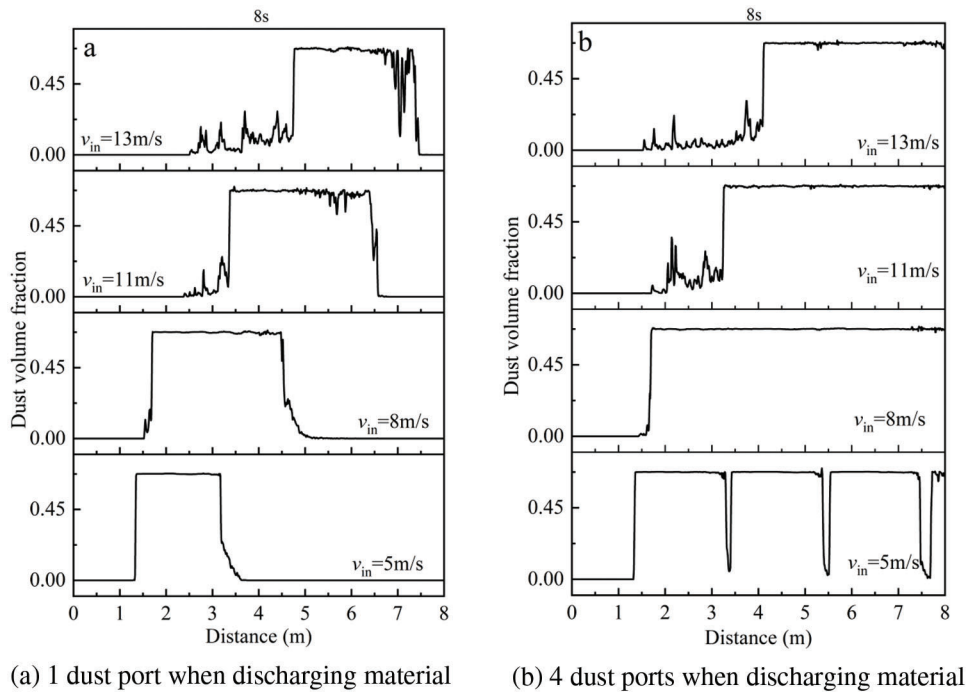 8s
a
Dust volume fraction
0.45
0.00
v_in=13m/s
0.45
0.00
v_in=11m/s
0.45
0.00
v_in=8m/s
0.45
0.00
v_in=5m/s
0 1 2 3 4 5 6 7 8
Distance (m)
(a) 1 dust port when discharging material
8s
b
Dust volume fraction
0.45
0.00
v_in=13m/s
0.45
0.00
v_in=11m/s
0.45
0.00
v_in=8m/s
0.45
0.00
v_in=5m/s
0 1 2 3 4 5 6 7 8
Distance (m)
(b) 4 dust ports when discharging material